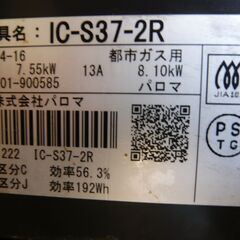 具名: IC-S37-2R
4-16 都市ガス用
7.55kW 13A 8.10kW
01-900585 パロマ
株式会社パロマ
222 IC-S37-2R
区分C 効率56.3%
区分J 効率192Wh
JIA
PS
TG